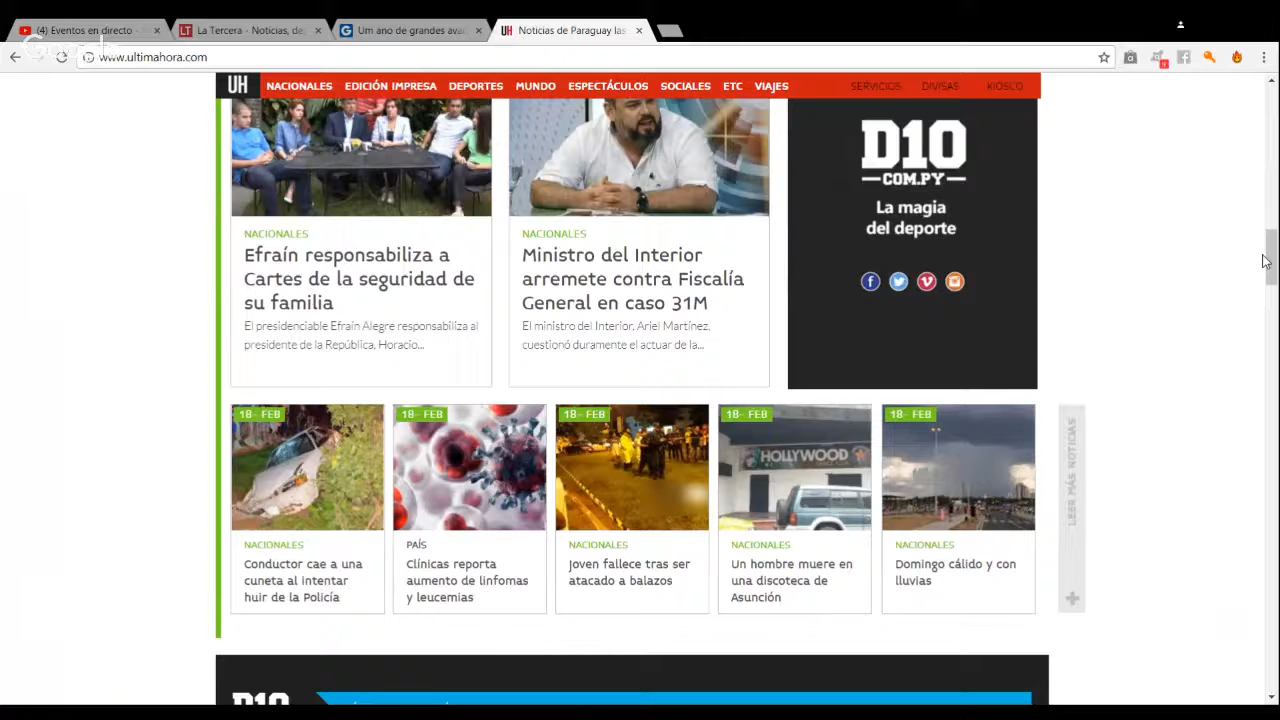 (4) Eventos en directo -
La Tercera - Noticias, de
Um ano de grandes ava
Noticias de Paraguay las
www.ultimahora.com
UH
NACIONALES EDICIÓN IMPRESA DEPORTES MUNDO ESPECTÁCULOS SOCIALES ETC VIAJES SERVICIOS DIVISAS KIOSCO
NACIONALES
Efraín responsabiliza a
Cartes de la seguridad de
su familia
El presidenciable Efraín Alegre responsabiliza al
presidente de la República, Horacio...
NACIONALES
Ministro del Interior
arremete contra Fiscalía
General en caso 31M
El ministro del Interior, Ariel Martínez,
cuestionó duramente el actuar de la...
D10
COM.PY
La magia
del deporte
18- FEB
NACIONALES
Conductor cae a una
cuneta al intentar
huir de la Policía
18- FEB
PAÍS
Clínicas reporta
aumento de linfomas
y leucemias
18- FEB
NACIONALES
Joven fallece tras ser
atacado a balazos
18- FEB
HOLLYWOOD
NACIONALES
Un hombre muere en
una discoteca de
Asunción
18- FEB
NACIONALES
Domingo cálido y con
lluvias
LEER MÁS NOTICIAS
D10